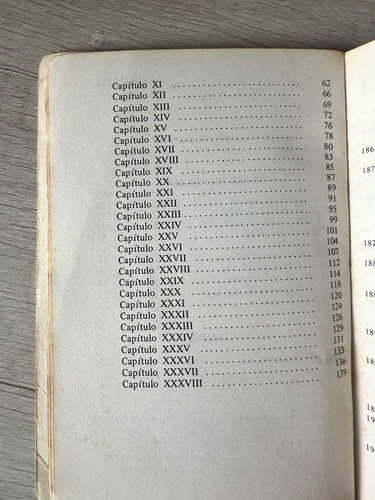 Capítulo XI ........ 62
Capítulo XII ........ 66
Capítulo XIII ........ 69
Capítulo XIV ........ 72
Capítulo XV ........ 76
Capítulo XVI ........ 78
Capítulo XVII ........ 80
Capítulo XVIII ........ 83
Capítulo XIX ........ 85
Capítulo XX ........ 87
Capítulo XXI ........ 89
Capítulo XXII ........ 91
Capítulo XXIII ........ 95
Capítulo XXIV ........ 99
Capítulo XXV ........ 101
Capítulo XXVI ........ 104
Capítulo XXVII ........ 107
Capítulo XXVIII ........ 112
Capítulo XXIX ........ 114
Capítulo XXX ........ 118
Capítulo XXXI ........ 120
Capítulo XXXII ........ 124
Capítulo XXXIII ........ 126
Capítulo XXXIV ........ 129
Capítulo XXXV ........ 131
Capítulo XXXVI ........ 133
Capítulo XXXVII ........ 136
Capítulo XXXVIII ........ 139